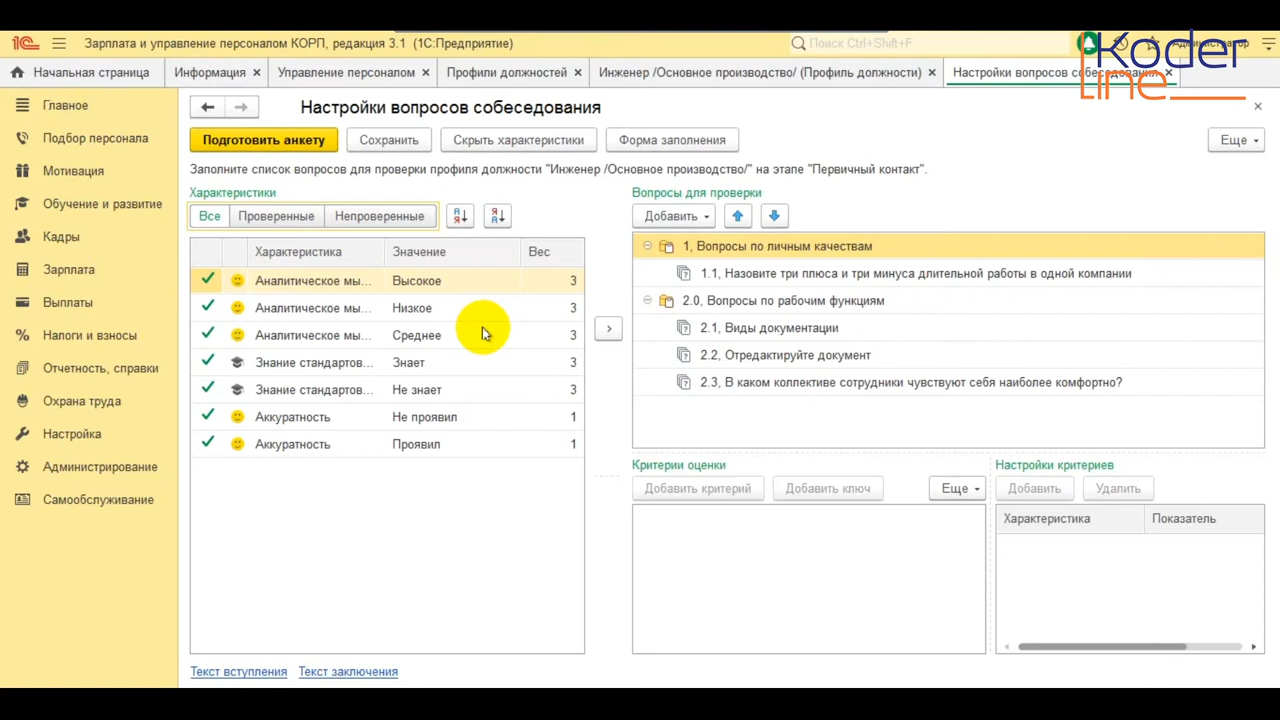 Зарплата и управление персоналом КОРП, редакция 3.1 (1С:Предприятие)
Поиск Ctrl+Shift+F
Koder
line
Начальная страница
Информация
Управление персоналом
Профили должностей
Инженер /Основное производство/ (Профиль должности)
Настройки вопросов собеседования
Главное
Подбор персонала
Мотивация
Обучение и развитие
Кадры
Зарплата
Выплаты
Налоги и взносы
Отчетность, справки
Охрана труда
Настройка
Администрирование
Самообслуживание
Настройки вопросов собеседования
Подготовить анкету
Сохранить
Скрыть характеристики
Форма заполнения
Еще
Заполните список вопросов для проверки профиля должности "Инженер /Основное производство/" на этапе "Первичный контакт".
Характеристики
Все
Проверенные
Непроверенные
Характеристика Значение Вес
Аналитическое мы... Высокое 3
Аналитическое мы... Низкое 3
Аналитическое мы... Среднее 3
Знание стандартов... Знает 3
Знание стандартов... Не знает 3
Аккуратность Не проявил 1
Аккуратность Проявил 1
Вопросы для проверки
Добавить
1, Вопросы по личным качествам
1.1, Назовите три плюса и три минуса длительной работы в одной компании
2.0, Вопросы по рабочим функциям
2.1, Виды документации
2.2, Отредактируйте документ
2.3, В каком коллективе сотрудники чувствуют себя наиболее комфортно?
Критерии оценки
Добавить критерий
Добавить ключ
Еще
Настройки критериев
Добавить
Удалить
Характеристика Показатель
Текст вступления
Текст заключения